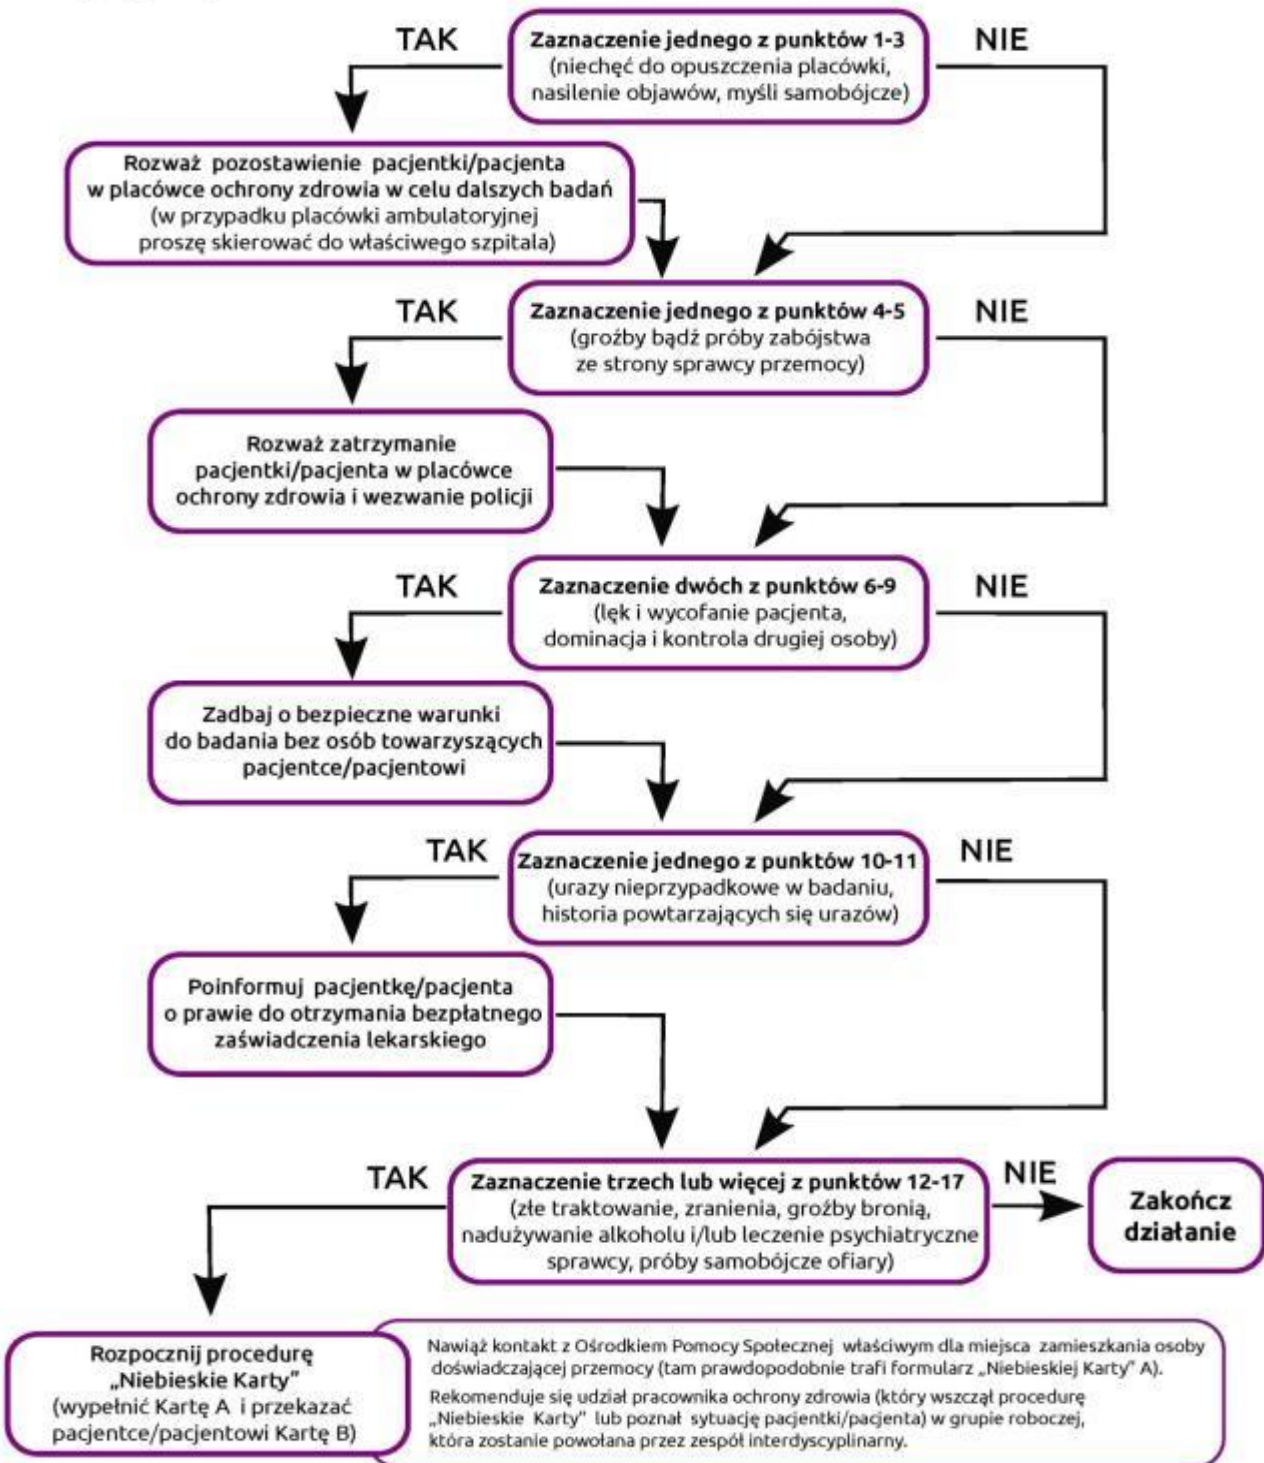 TAK
Zaznaczenie jednego z punktów 1-3
(niechęć do opuszczenia placówki,
nasilenie objawów, myśli samobójcze)
NIE
Rozważ pozostawienie pacjentki/pacjenta
w placówce ochrony zdrowia w celu dalszych badań
(w przypadku placówki ambulatoryjnej
proszę skierować do właściwego szpitala)
TAK
Zaznaczenie jednego z punktów 4-5
(groźby bądź próby zabójstwa
ze strony sprawcy przemocy)
NIE
Rozważ zatrzymanie
pacjentki/pacjenta w placówce
ochrony zdrowia i wezwanie policji
TAK
Zaznaczenie dwóch z punktów 6-9
(lęk i wycofanie pacjenta,
dominacja i kontrola drugiej osoby)
NIE
Zadbaj o bezpieczne warunki
do badania bez osób towarzyszących
pacjentce/pacjentowi
TAK
Zaznaczenie jednego z punktów 10-11
(urazy nieprzypadkowe w badaniu,
historia powtarzających się urazów)
NIE
Poinformuj pacjentkę/pacjenta
o prawie do otrzymania bezpłatnego
zaświadczenia lekarskiego
TAK
Zaznaczenie trzech lub więcej z punktów 12-17
(złe traktowanie, zranienia, groźby bronią,
nadużywanie alkoholu i/lub leczenie psychiatryczne
sprawcy, próby samobójcze ofiary)
NIE
Zakończ
działanie
Rozpocznij procedurę
„Niebieskie Karty"
(wypełnić Kartę A i przekazać
pacjentce/pacjentowi Kartę B)
Nawiąż kontakt z Ośrodkiem Pomocy Społecznej właściwym dla miejsca zamieszkania osoby
doświadczającej przemocy (tam prawdopodobnie trafi formularz „Niebieskiej Karty" A).
Rekomenduje się udział pracownika ochrony zdrowia (który wszczął procedurę
„Niebieskie Karty" lub poznał sytuację pacjentki/pacjenta) w grupie roboczej,
która zostanie powołana przez zespół interdyscyplinarny.